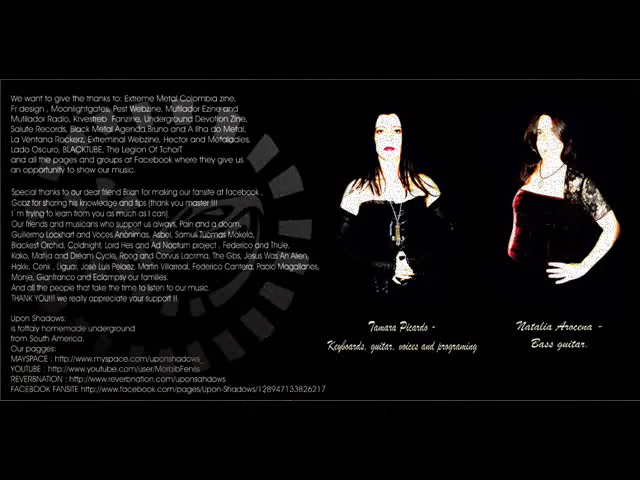 We want to give the thanks to: Extreme Metal Colombia zine,
Fr design , Moonlightgates, Pest Webzine, Mutilador Ezine and
Mutilador Radio, Krvestreb Fanzine, Underground Devotion Zine,
Salute Records, Black Metal Agenda,Bruno and A Ilha do Metal,
La Ventana Rockerz, Extreminal Webzine, Hector and Metaladies,
Lado Oscuro, BLACKTUBE, The Legion Of TchorT
and all the pages and groups at Facebook where they give us
an opportunity to show our music.
Special thanks to our dear friend Brian for making our fansite at facebook ,
Gobz for sharing his knowledge and tips (thank you master !!!
I´m trying to learn from you as much as I can)
Our friends and musicians who support us always, Pain and a doom,
Guillermo Lockhart and Voces Anonimas, Asbel, Samuli Tuomas Makela,
Blackest Orchid, Coldnight, Lord Hes and Ad Noctum project , Federico and Thule,
Kako, Matija and Dream Cycle, Roog and Corvus Lacrma, The Gbs, Jesus Was An Alien,
Hakki, Cenk , Liguar, José Luis Pelaez, Martin Villareal, Federico Cantera, Pablo Magallanes,
Monje, Gianfranco and Eclampsy our families.
And all the people that take the time to listen to our music.
THANK YOU!!! we really appreciate your support !!
Upon Shadows.
is tottaly homemade underground
from South America.
Our pagges:
MAYSPACE : http://www.myspace.com/uponshadows
YOUTUBE : http://www.youtube.com/user/MorbibFenris
REVERBNATION : http://www.reverbnation.com/uponsahdows
FACEBOOK FANSITE http://www.facebook.com/pages/Upon-Shadows/128947133826217
Tamara Picardo -
Keyboards, guitar, voices and programing
Natalia Arocena -
Bass guitar.